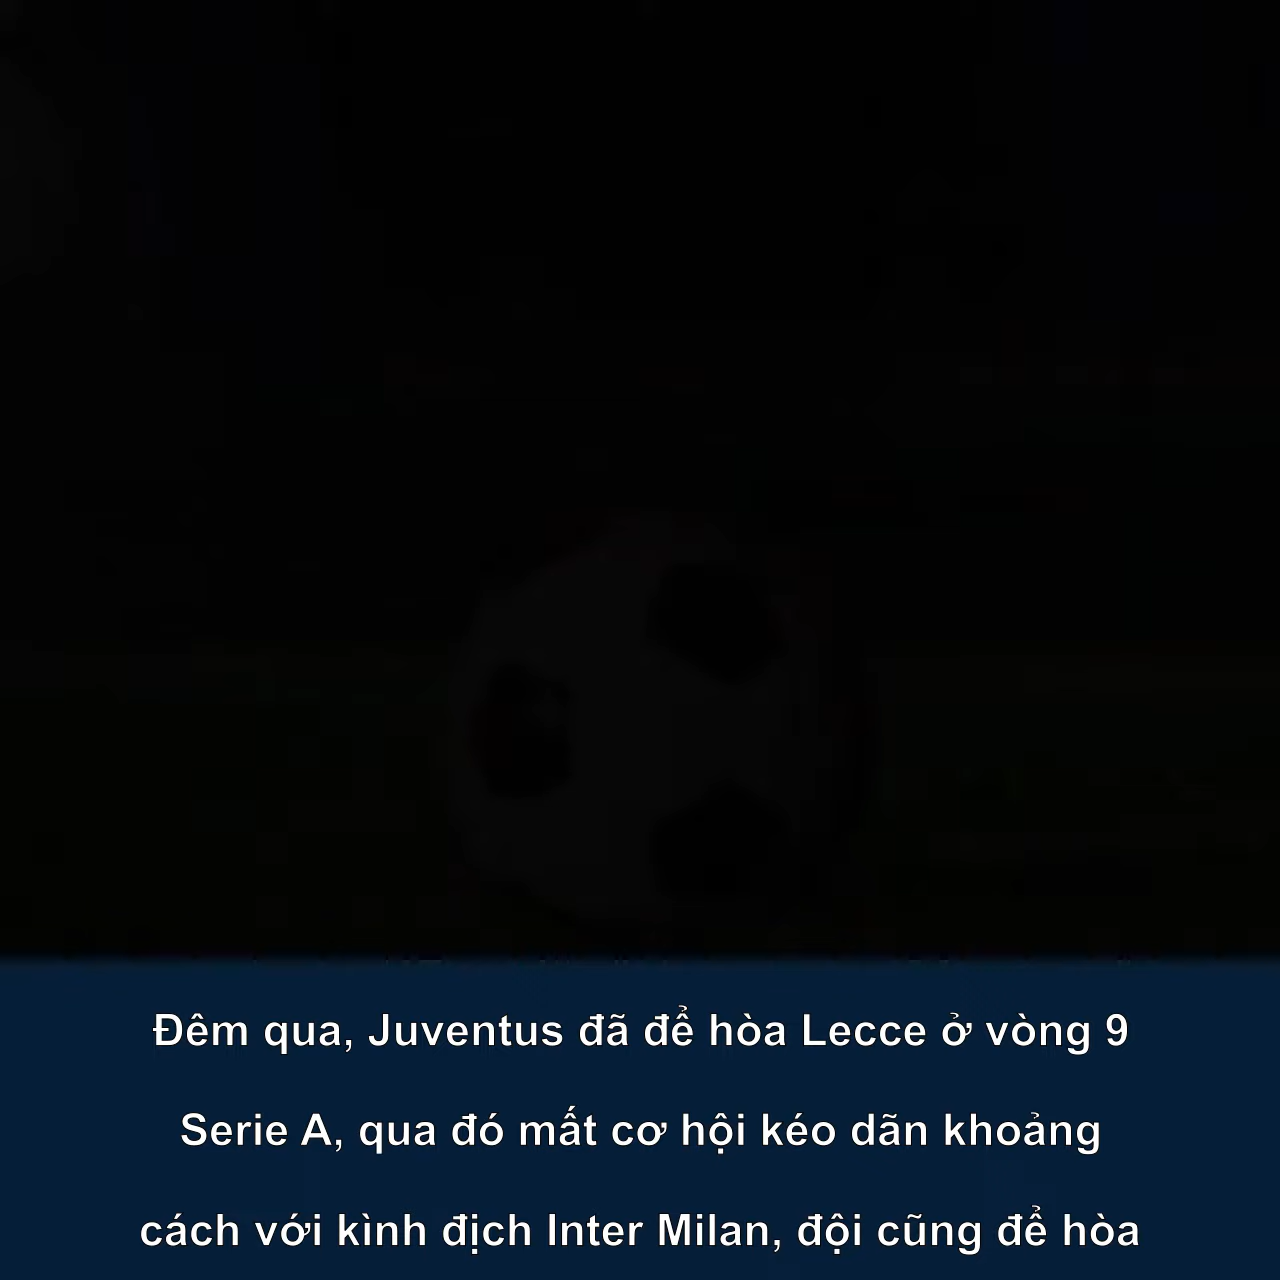 Đêm qua, Juventus đã để hòa Lecce ở vòng 9
Serie A, qua đó mất cơ hội kéo dãn khoảng
cách với kình địch Inter Milan, đội cũng để hòa